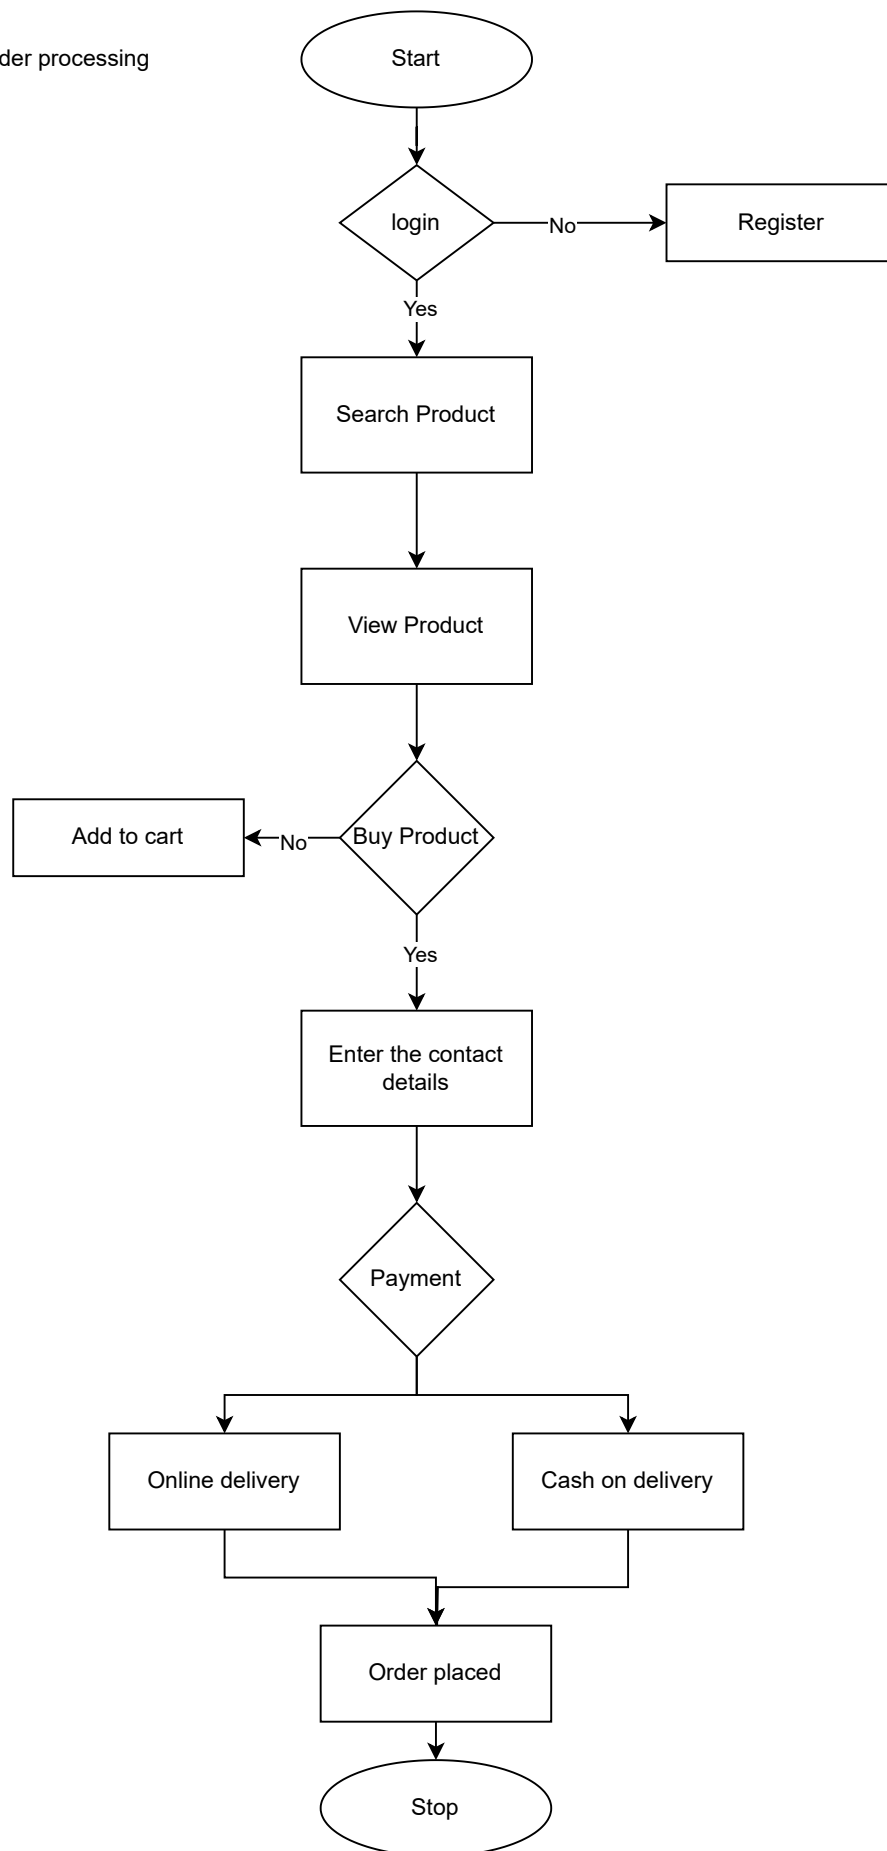 der processing
Start
login
No
Register
Yes
Search Product
View Product
Buy Product
No
Add to cart
Yes
Enter the contact
details
Payment
Online delivery
Cash on delivery
Order placed
Stop